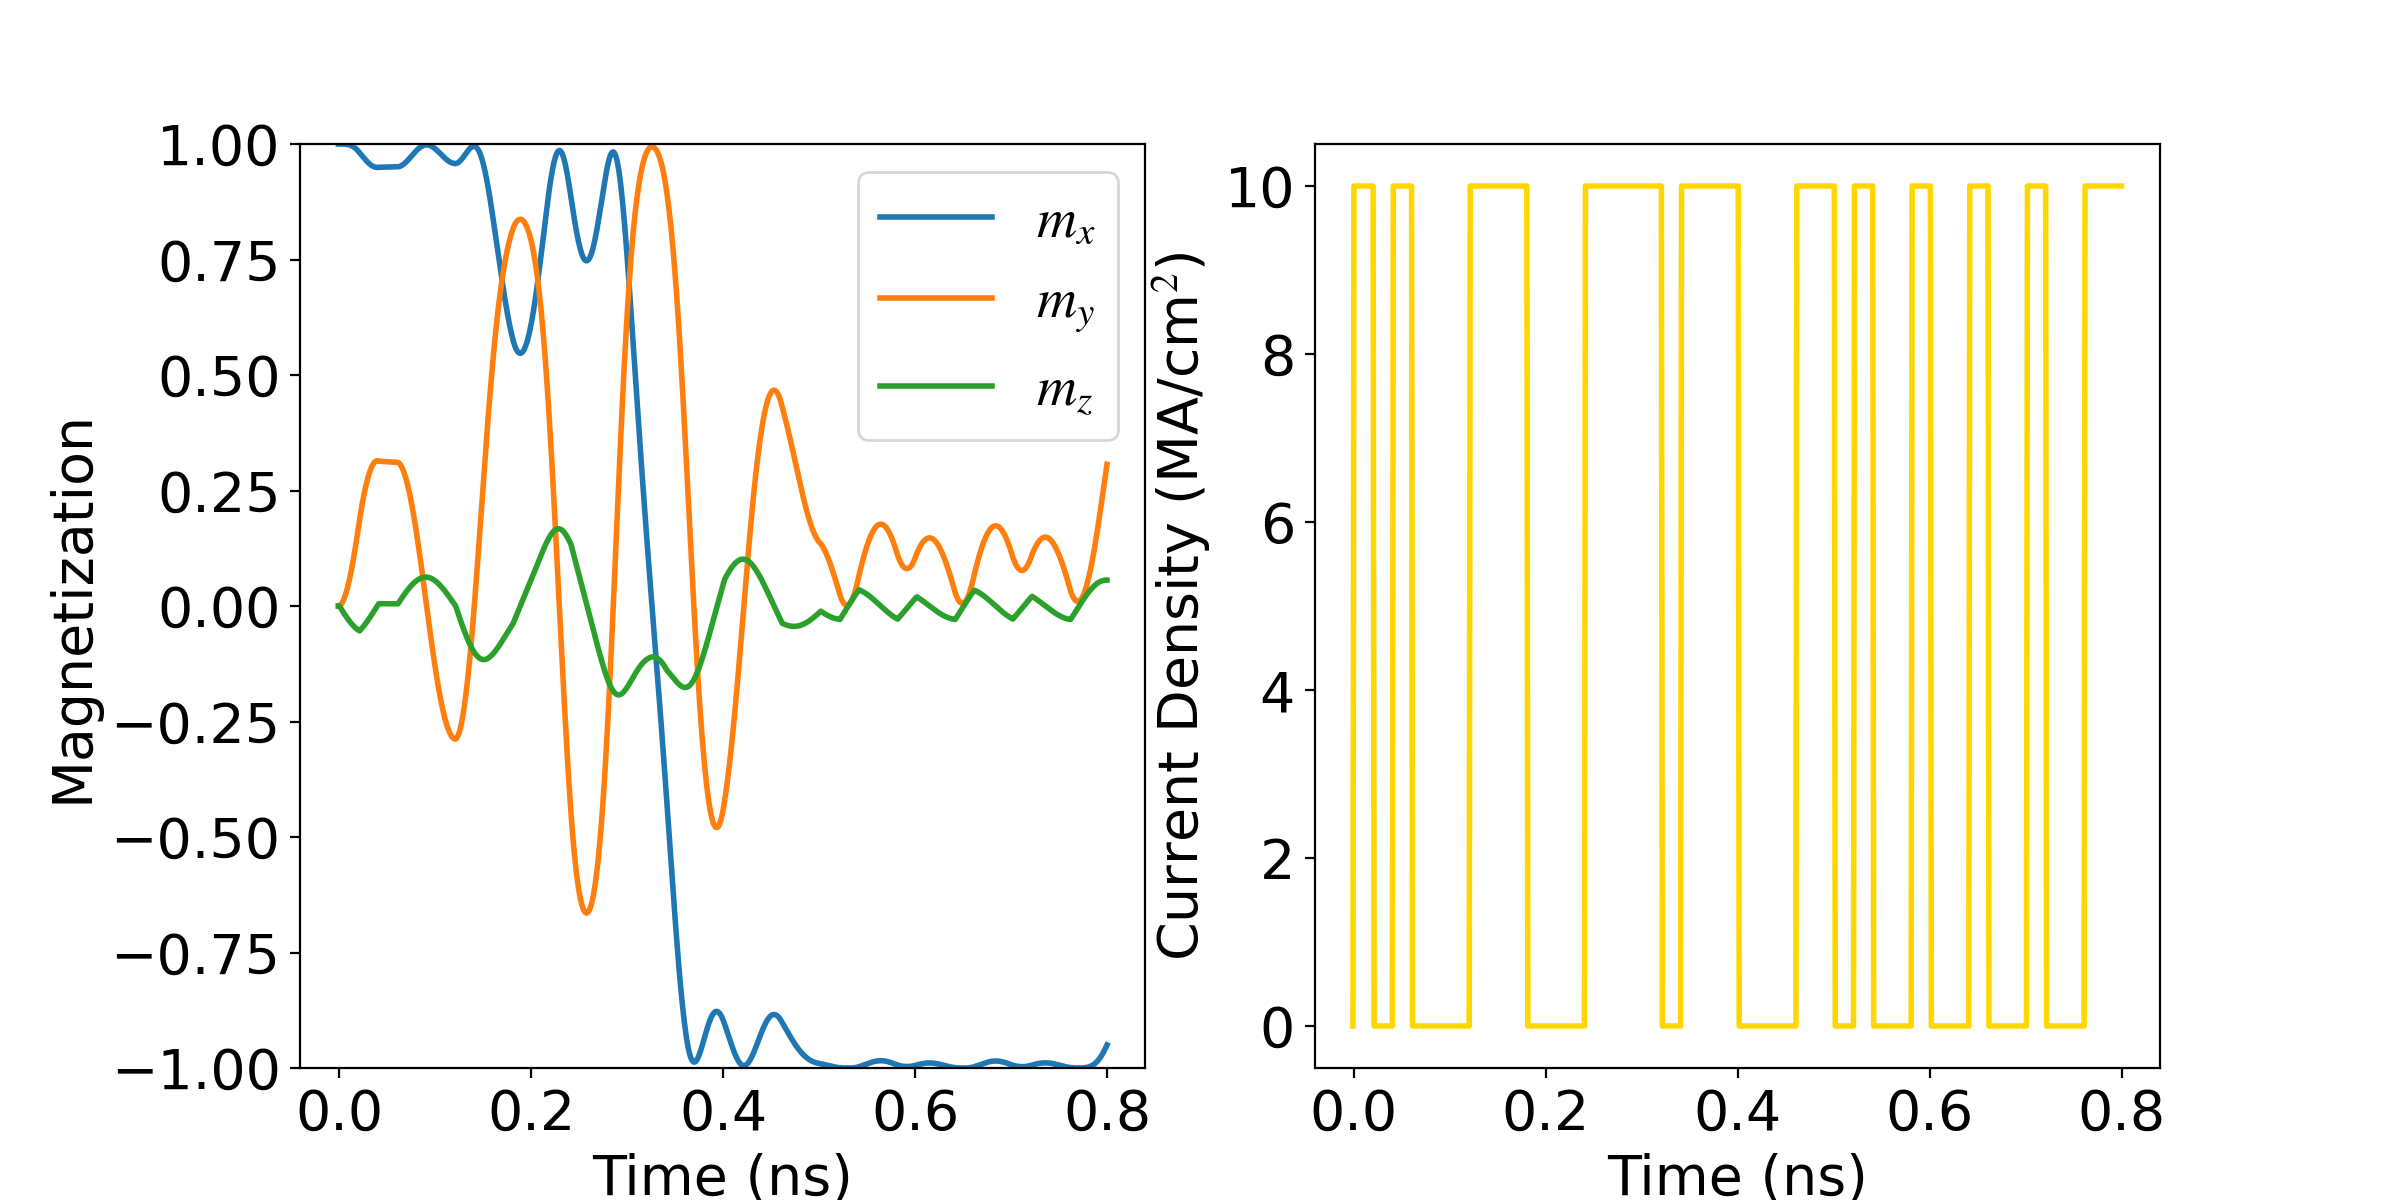 Magnetization
1.00
0.75
0.50
0.25
0.00
−0.25
−0.50
−0.75
−1.00
0.0 0.2 0.4 0.6 0.8
Time (ns)
m_x
m_y
m_z
Current Density (MA/cm²)
10
8
6
4
2
0
0.0 0.2 0.4 0.6 0.8
Time (ns)